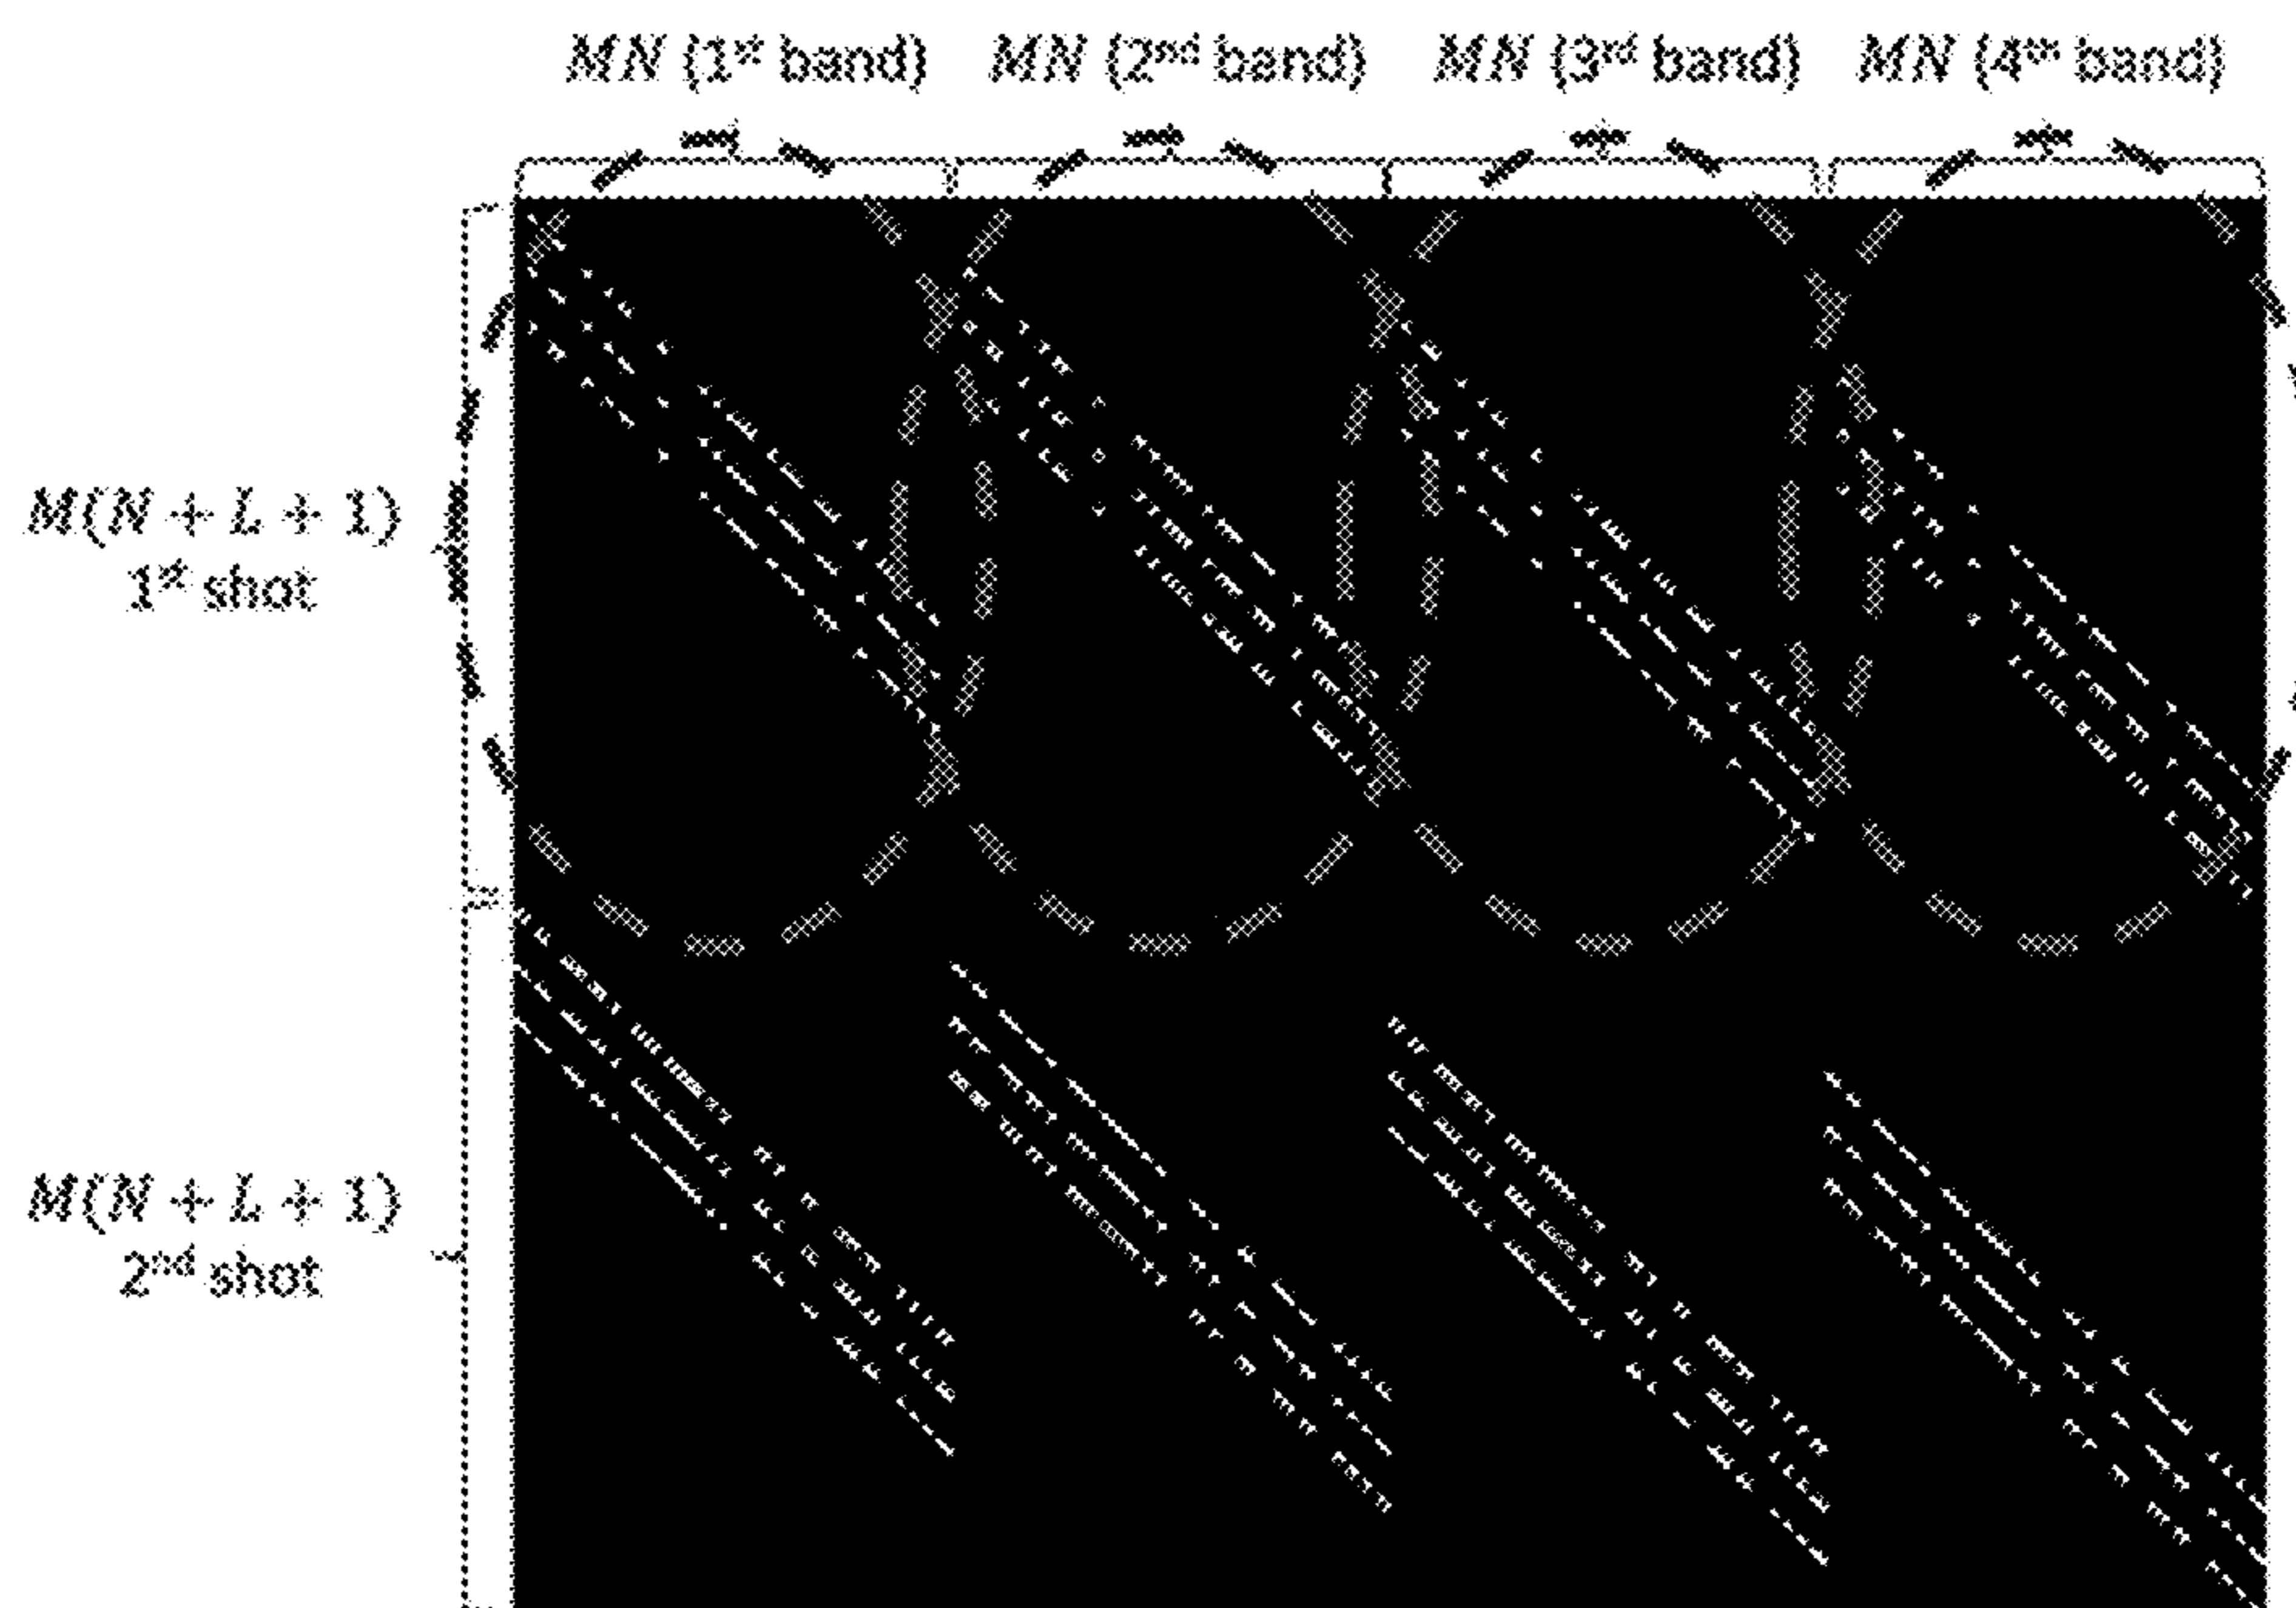 MN (1st band) MN (2nd band) MN (3rd band) MN (4th band)
M(N + L + 1)
1st shot
M(N + L + 1)
2nd shot